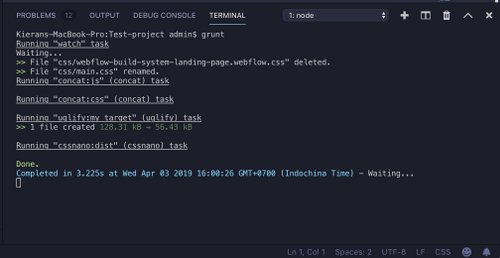 PROBLEMS 12 OUTPUT DEBUG CONSOLE TERMINAL 1: node
Kierans-MacBook-Pro:Test-project admin$ grunt
Running "watch" task
Waiting...
>> File "css/webflow-build-system-landing-page.webflow.css" deleted.
>> File "css/main.css" renamed.
Running "concat:js" (concat) task
Running "concat:css" (concat) task
Running "uglify:my_target" (uglify) task
>> 1 file created 128.31 kB → 56.43 kB
Running "cssnano:dist" (cssnano) task
Done.
Completed in 3.225s at Wed Apr 03 2019 16:00:26 GMT+0700 (Indochina Time) - Waiting...
Ln 1, Col 1 Spaces: 2 UTF-8 LF CSS